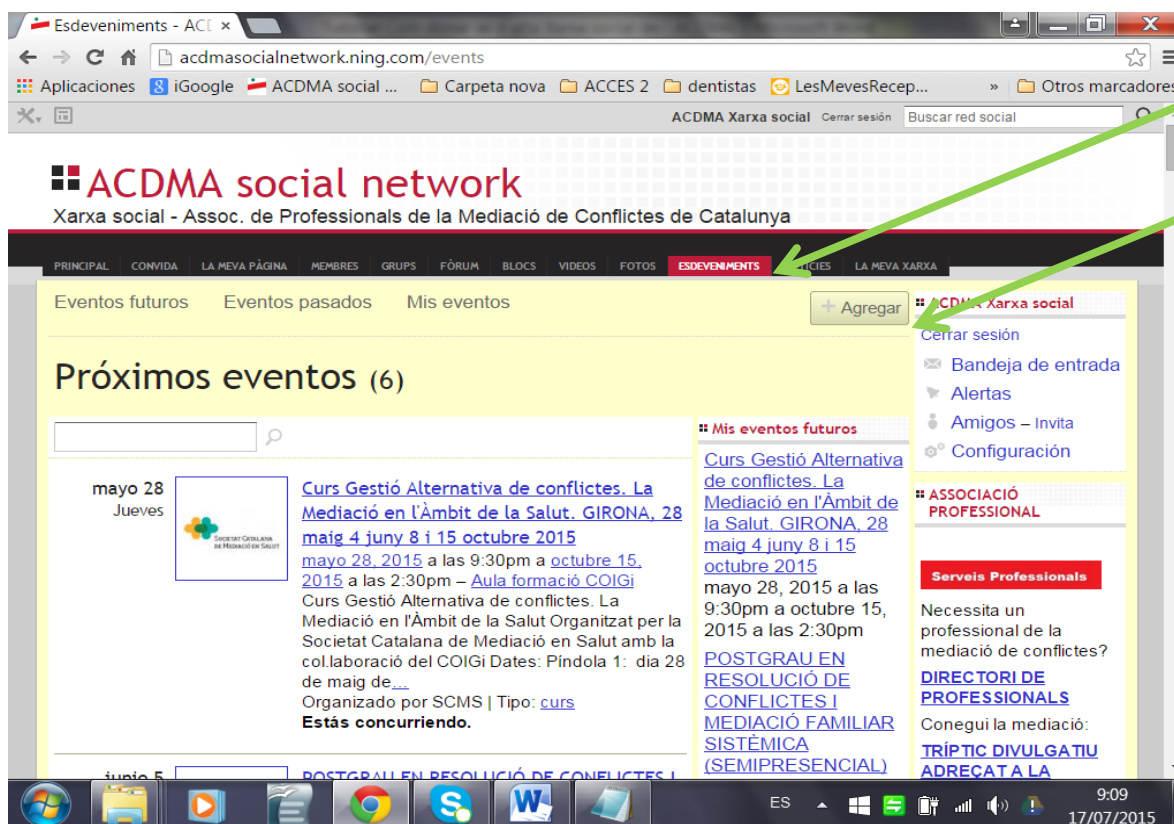 Esdeveniments - ACD
acdmasocialnetwork.ning.com/events
Aplicaciones iGoogle ACDMA social ... Carpeta nova ACCES 2 dentistas LesMevesRecep... » Otros marcadores
ACDMA Xarxa social Cerrar sesión Buscar red social
ACDMA social network
Xarxa social - Assoc. de Professionals de la Mediació de Conflictes de Catalunya
PRINCIPAL CONVIDA LA MEVA PÀGINA MEMBRES GRUPS FÒRUM BLOCS VIDEOS FOTOS ESDEVENIMENTS LA MEVA XARXA
Eventos futuros Eventos pasados Mis eventos
+ Agregar
Próximos eventos (6)
mayo 28
Jueves
SOCIETAT CATALANA
DE MEDIACIÓ EN SALUT
Curs Gestió Alternativa de conflictes. La
Mediació en l'Àmbit de la Salut. GIRONA, 28
maig 4 juny 8 i 15 octubre 2015
mayo 28, 2015 a las 9:30pm a octubre 15,
2015 a las 2:30pm – Aula formació COIGi
Curs Gestió Alternativa de conflictes. La
Mediació en l'Àmbit de la Salut Organitzat per la
Societat Catalana de Mediació en Salut amb la
col.laboració del COIGi Dates: Píndola 1: dia 28
de maig de...
Organizado por SCMS | Tipo: curs
Estás concurriendo.
junio 5
POSTGRAU EN RESOLUCIÓ DE CONFLICTES I
Mis eventos futuros
Curs Gestió Alternativa
de conflictes. La
Mediació en l'Àmbit de
la Salut. GIRONA, 28
maig 4 juny 8 i 15
octubre 2015
mayo 28, 2015 a las
9:30pm a octubre 15,
2015 a las 2:30pm
POSTGRAU EN
RESOLUCIÓ DE
CONFLICTES I
MEDIACIÓ FAMILIAR
SISTÈMICA
(SEMIPRESENCIAL)
ACDMA Xarxa social
Cerrar sesión
Bandeja de entrada
Alertas
Amigos – Invita
Configuración
ASSOCIACIÓ
PROFESSIONAL
Serveis Professionals
Necessita un
professional de la
mediació de conflictes?
DIRECTORI DE
PROFESSIONALS
Conegui la mediació:
TRÍPTIC DIVULGATIU
ADREÇAT A LA
ES
9:09
17/07/2015